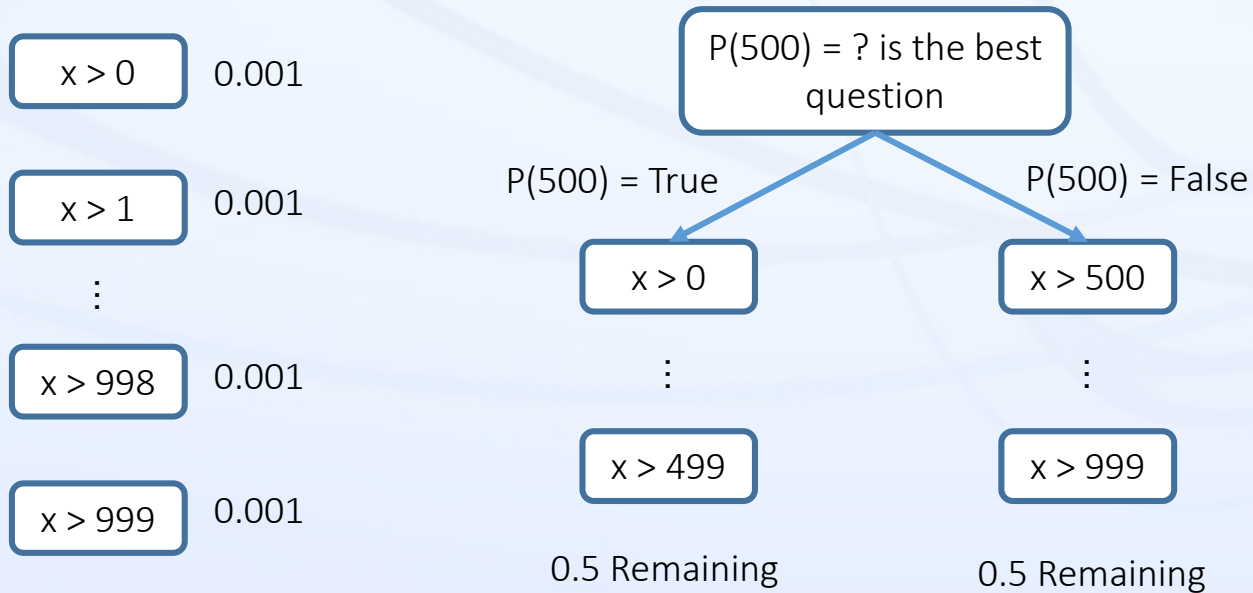 x > 0
0.001
x > 1
0.001
⋮
x > 998
0.001
x > 999
0.001
P(500) = ? is the best
question
P(500) = True
P(500) = False
x > 0
⋮
x > 499
0.5 Remaining
x > 500
⋮
x > 999
0.5 Remaining